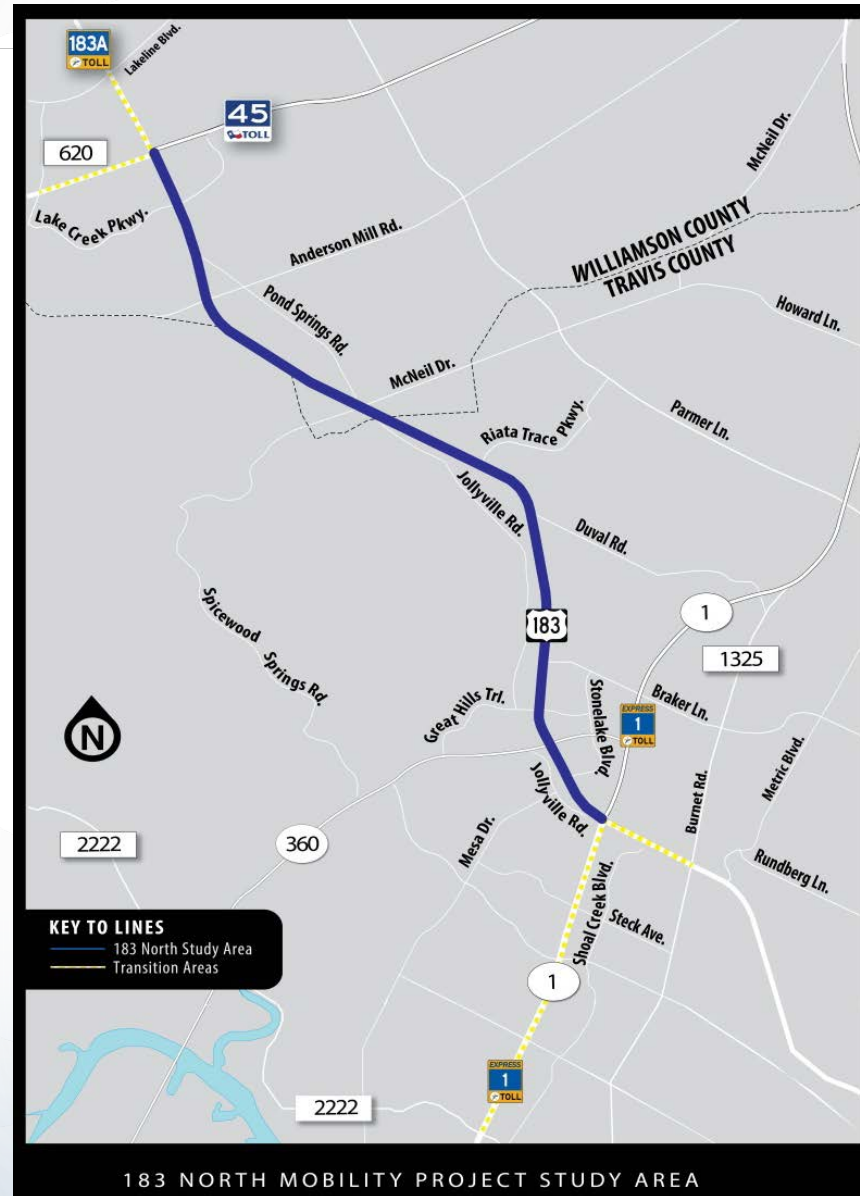 183A
TOLL
Lakeline Blvd.
45
TOLL
620
McNeil Dr.
Lake Creek Pkwy.
Anderson Mill Rd.
WILLIAMSON COUNTY
TRAVIS COUNTY
Pond Springs Rd.
Howard Ln.
McNeil Dr.
Parmer Ln.
Riata Trace Pkwy.
Jollyville Rd.
Duval Rd.
Spicewood
Springs Rd.
183
1
1325
Great Hills Trl.
Stonelake Blvd.
Braker Ln.
EXPRESS
1
TOLL
N
Jollyville Rd.
Burnet Rd.
Metric Blvd.
2222
360
Mesa Dr.
Rundberg Ln.
Shoal Creek Blvd.
Steck Ave.
KEY TO LINES
183 North Study Area
Transition Areas
1
EXPRESS
1
TOLL
2222
183 NORTH MOBILITY PROJECT STUDY AREA